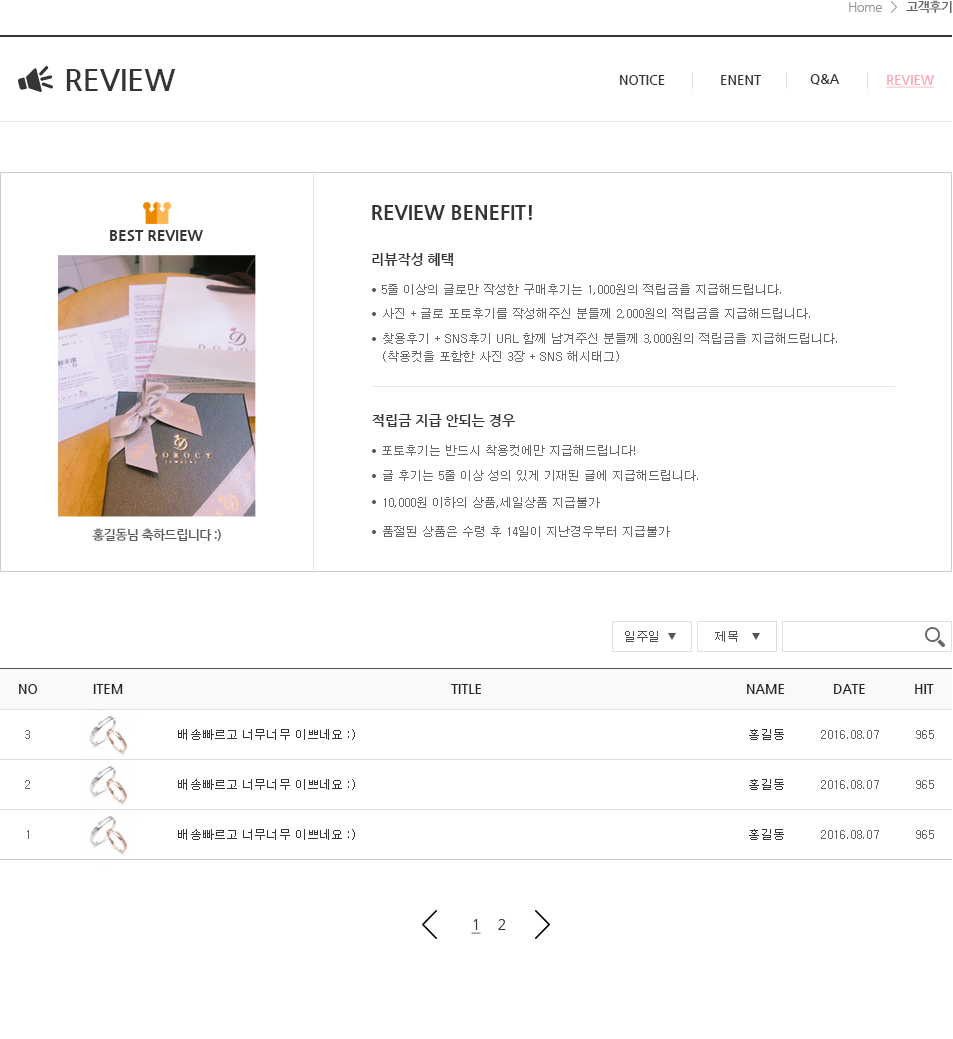 Home > 고객후기
REVIEW
NOTICE
ENENT
Q&A
REVIEW
BEST REVIEW
D
DOROCY
JEWELRY
홍길동님 축하드립니다 :)
REVIEW BENEFIT!
리뷰작성 혜택
• 5줄 이상의 글로만 작성한 구매후기는 1,000원의 적립금을 지급해드립니다.
• 사진 + 글로 포토후기를 작성해주신 분들께 2,000원의 적립금을 지급해드립니다.
• 찾용후기 + SNS후기 URL 함께 남겨주신 분들께 3,000원의 적립금을 지급해드립니다.
(착용컷을 포함한 사진 3장 + SNS 해시태그)
적립금 지급 안되는 경우
• 포토후기는 반드시 착용컷에만 지급해드립니다!
• 글 후기는 5줄 이상 성의 있게 기재된 글에 지급해드립니다.
• 10,000원 이하의 상품,세일상품 지급불가
• 품절된 상품은 수령 후 14일이 지난경우부터 지급불가
일주일 ▼
제목 ▼
NO ITEM TITLE NAME DATE HIT
3 배송빠르고 너무너무 이쁘네요 :) 홍길동 2016.08.07 965
2 배송빠르고 너무너무 이쁘네요 :) 홍길동 2016.08.07 965
1 배송빠르고 너무너무 이쁘네요 :) 홍길동 2016.08.07 965
1 2